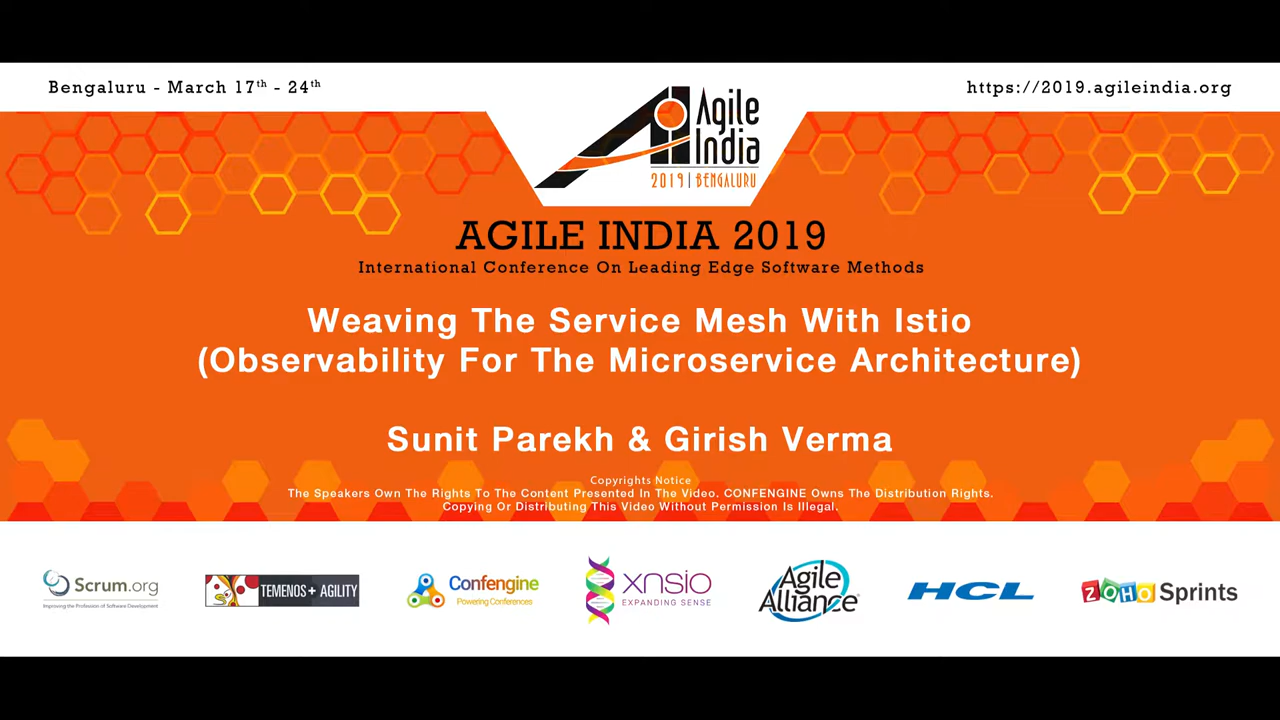 Bengaluru - March 17th - 24th
https://2019.agileindia.org
Agile
India
2019 | BENGALURU
AGILE INDIA 2019
International Conference On Leading Edge Software Methods
Weaving The Service Mesh With Istio
(Observability For The Microservice Architecture)
Sunit Parekh & Girish Verma
Copyrights Notice
The Speakers Own The Rights To The Content Presented In The Video. CONFENGINE Owns The Distribution Rights.
Copying Or Distributing This Video Without Permission Is Illegal.
Scrum.org
Improving the Profession of Software Development
TEMENOS+ AGILITY
Confengine
Powering Conferences
xnsio
EXPANDING SENSE
Agile
Alliance®
HCL
ZOHO Sprints